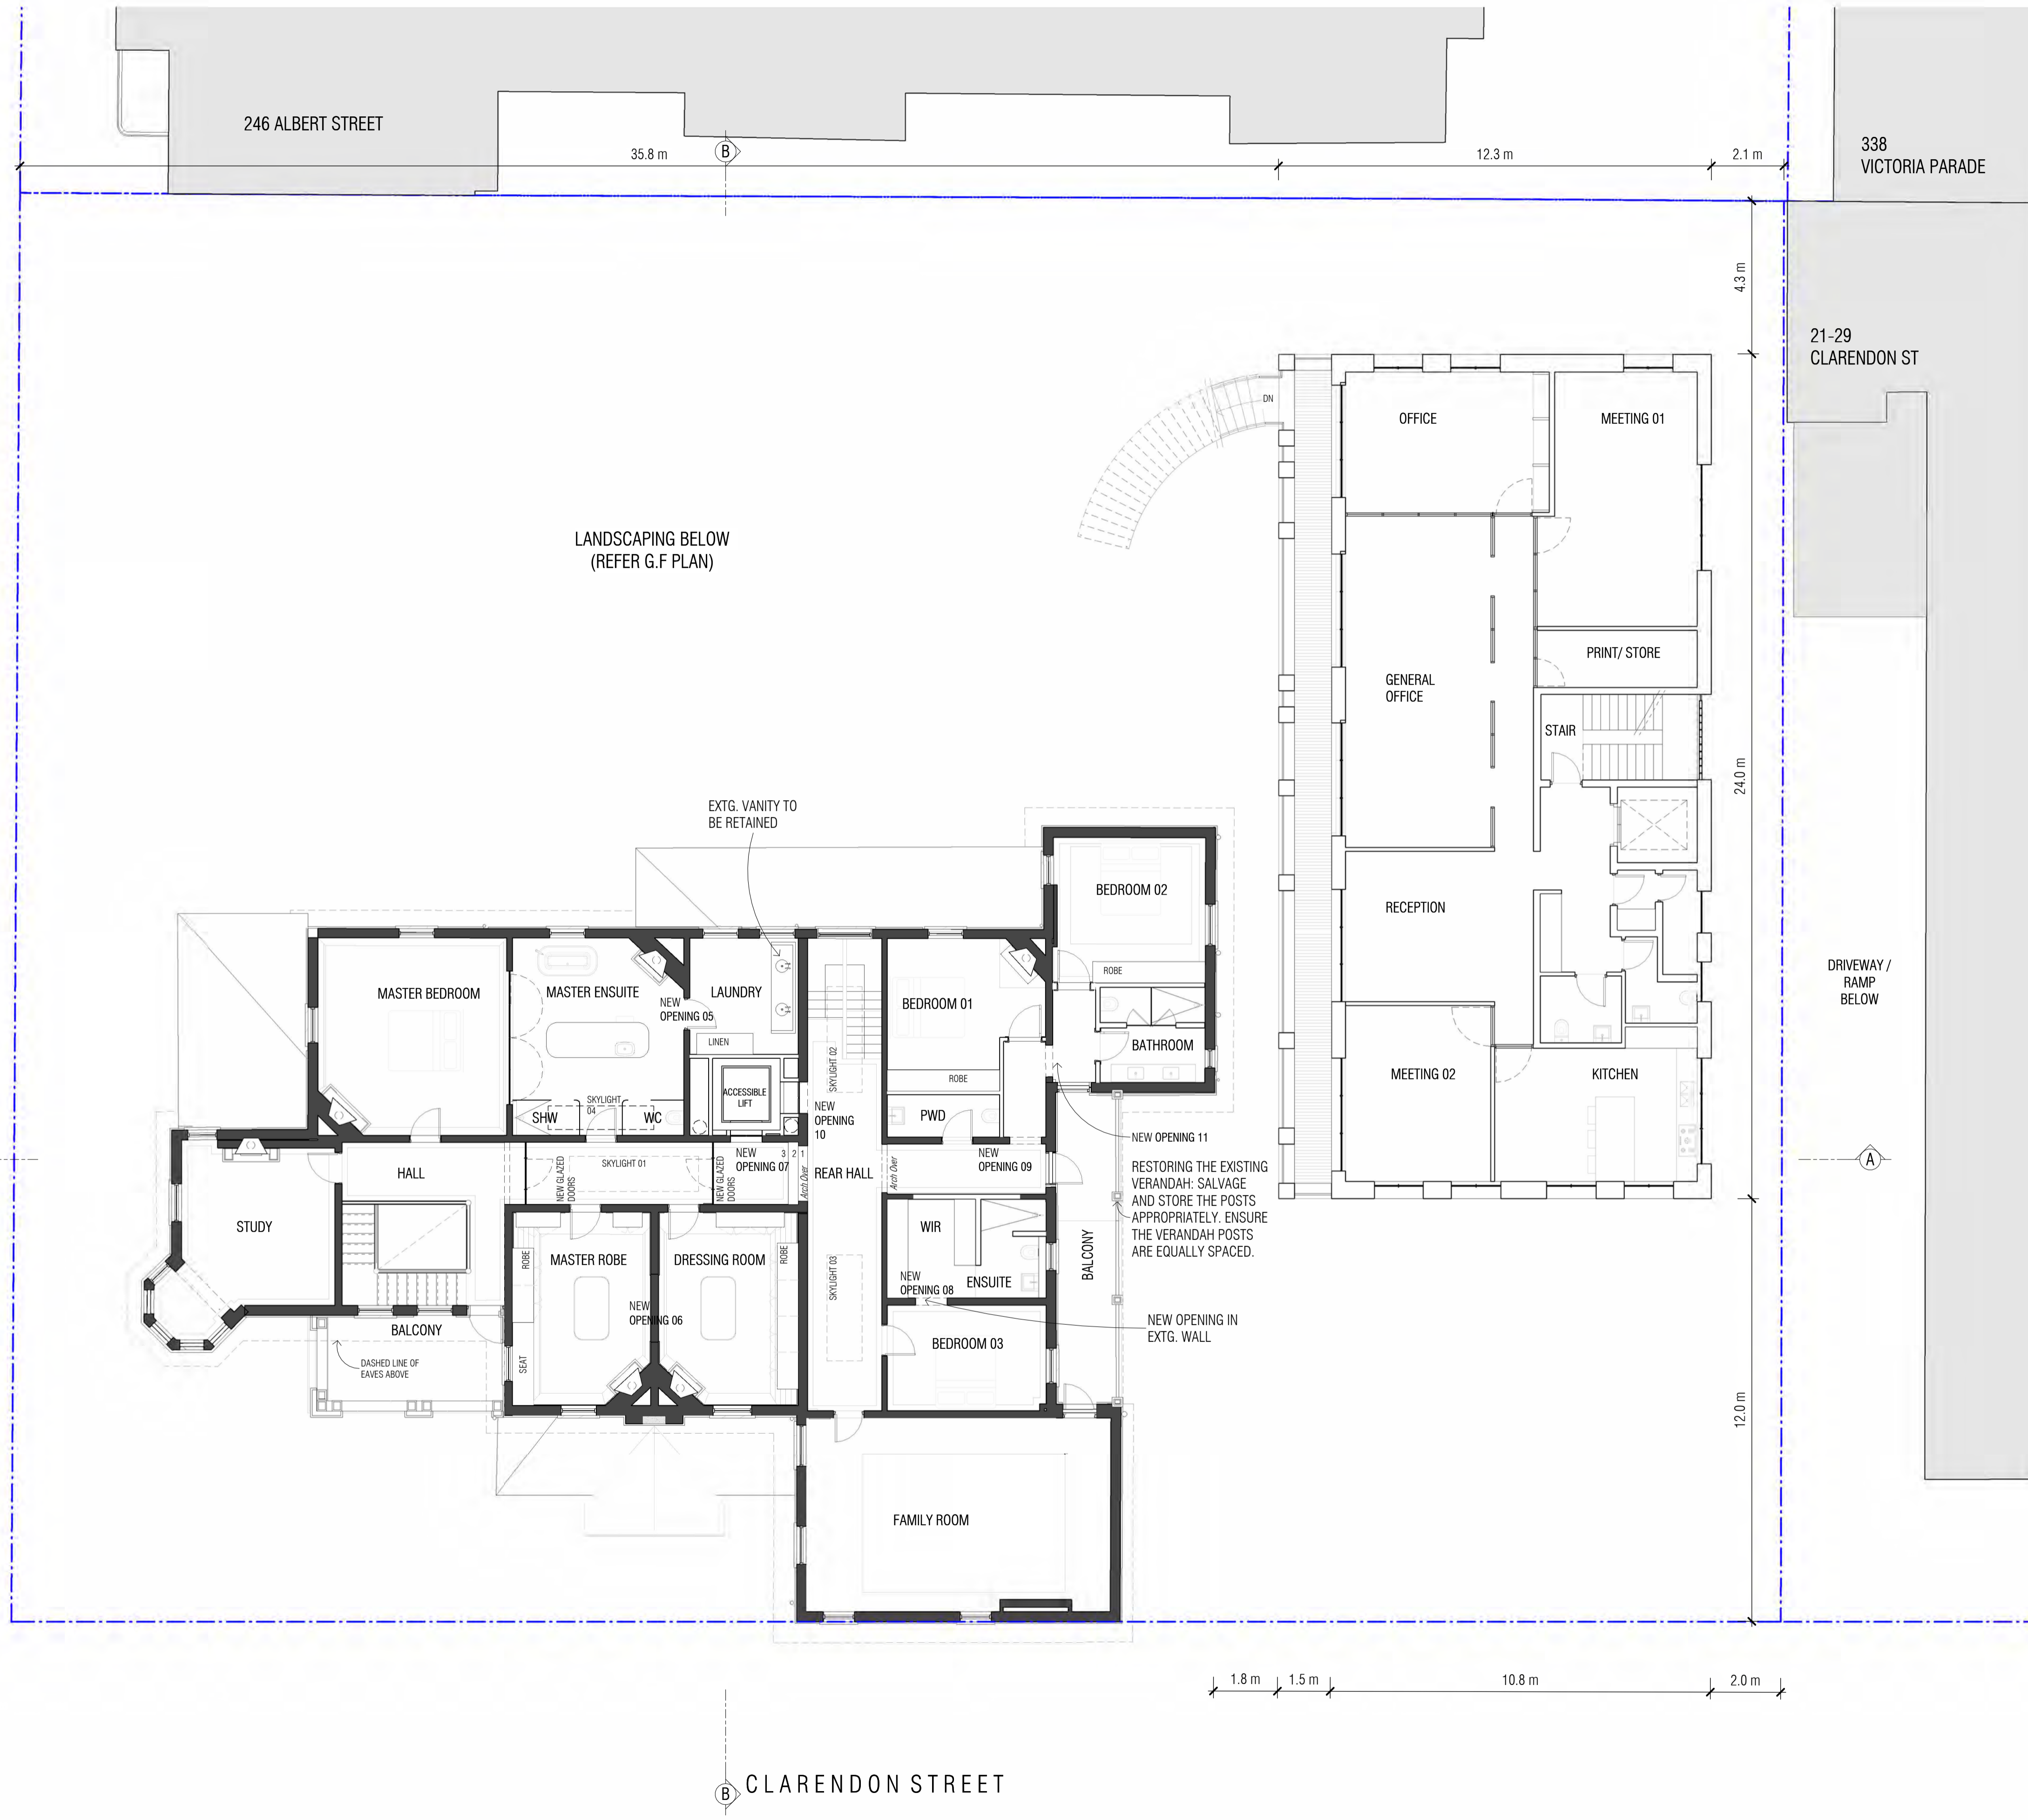 246 ALBERT STREET
35.8 m
B
12.3 m
2.1 m
338
VICTORIA PARADE
4.3 m
21-29
CLARENDON ST
DN
OFFICE
MEETING 01
LANDSCAPING BELOW
(REFER G.F PLAN)
GENERAL
OFFICE
PRINT/ STORE
STAIR
24.0 m
EXTG. VANITY TO
BE RETAINED
BEDROOM 02
RECEPTION
ROBE
DRIVEWAY /
RAMP
BELOW
MASTER BEDROOM
MASTER ENSUITE
LAUNDRY
NEW
OPENING 05
BEDROOM 01
LINEN
BATHROOM
SKYLIGHT 02
ROBE
MEETING 02
KITCHEN
ACCESSIBLE
LIFT
SKYLIGHT
04
SHW
WC
NEW
OPENING
10
PWD
NEW OPENING 11
HALL
NEW GLAZED
DOORS
SKYLIGHT 01
NEW GLAZED
DOORS
NEW
OPENING 07
3 2 1
Arch Over
REAR HALL
Arch Over
NEW
OPENING 09
RESTORING THE EXISTING
VERANDAH: SALVAGE
AND STORE THE POSTS
APPROPRIATELY. ENSURE
THE VERANDAH POSTS
ARE EQUALLY SPACED.
A
STUDY
WIR
ROBE
MASTER ROBE
DRESSING ROOM
ROBE
SKYLIGHT 03
NEW
OPENING 08
ENSUITE
BALCONY
NEW
OPENING 06
BALCONY
DASHED LINE OF
EAVES ABOVE
SEAT
BEDROOM 03
NEW OPENING IN
EXTG. WALL
12.0 m
FAMILY ROOM
1.8 m
1.5 m
10.8 m
2.0 m
B
CLARENDON STREET